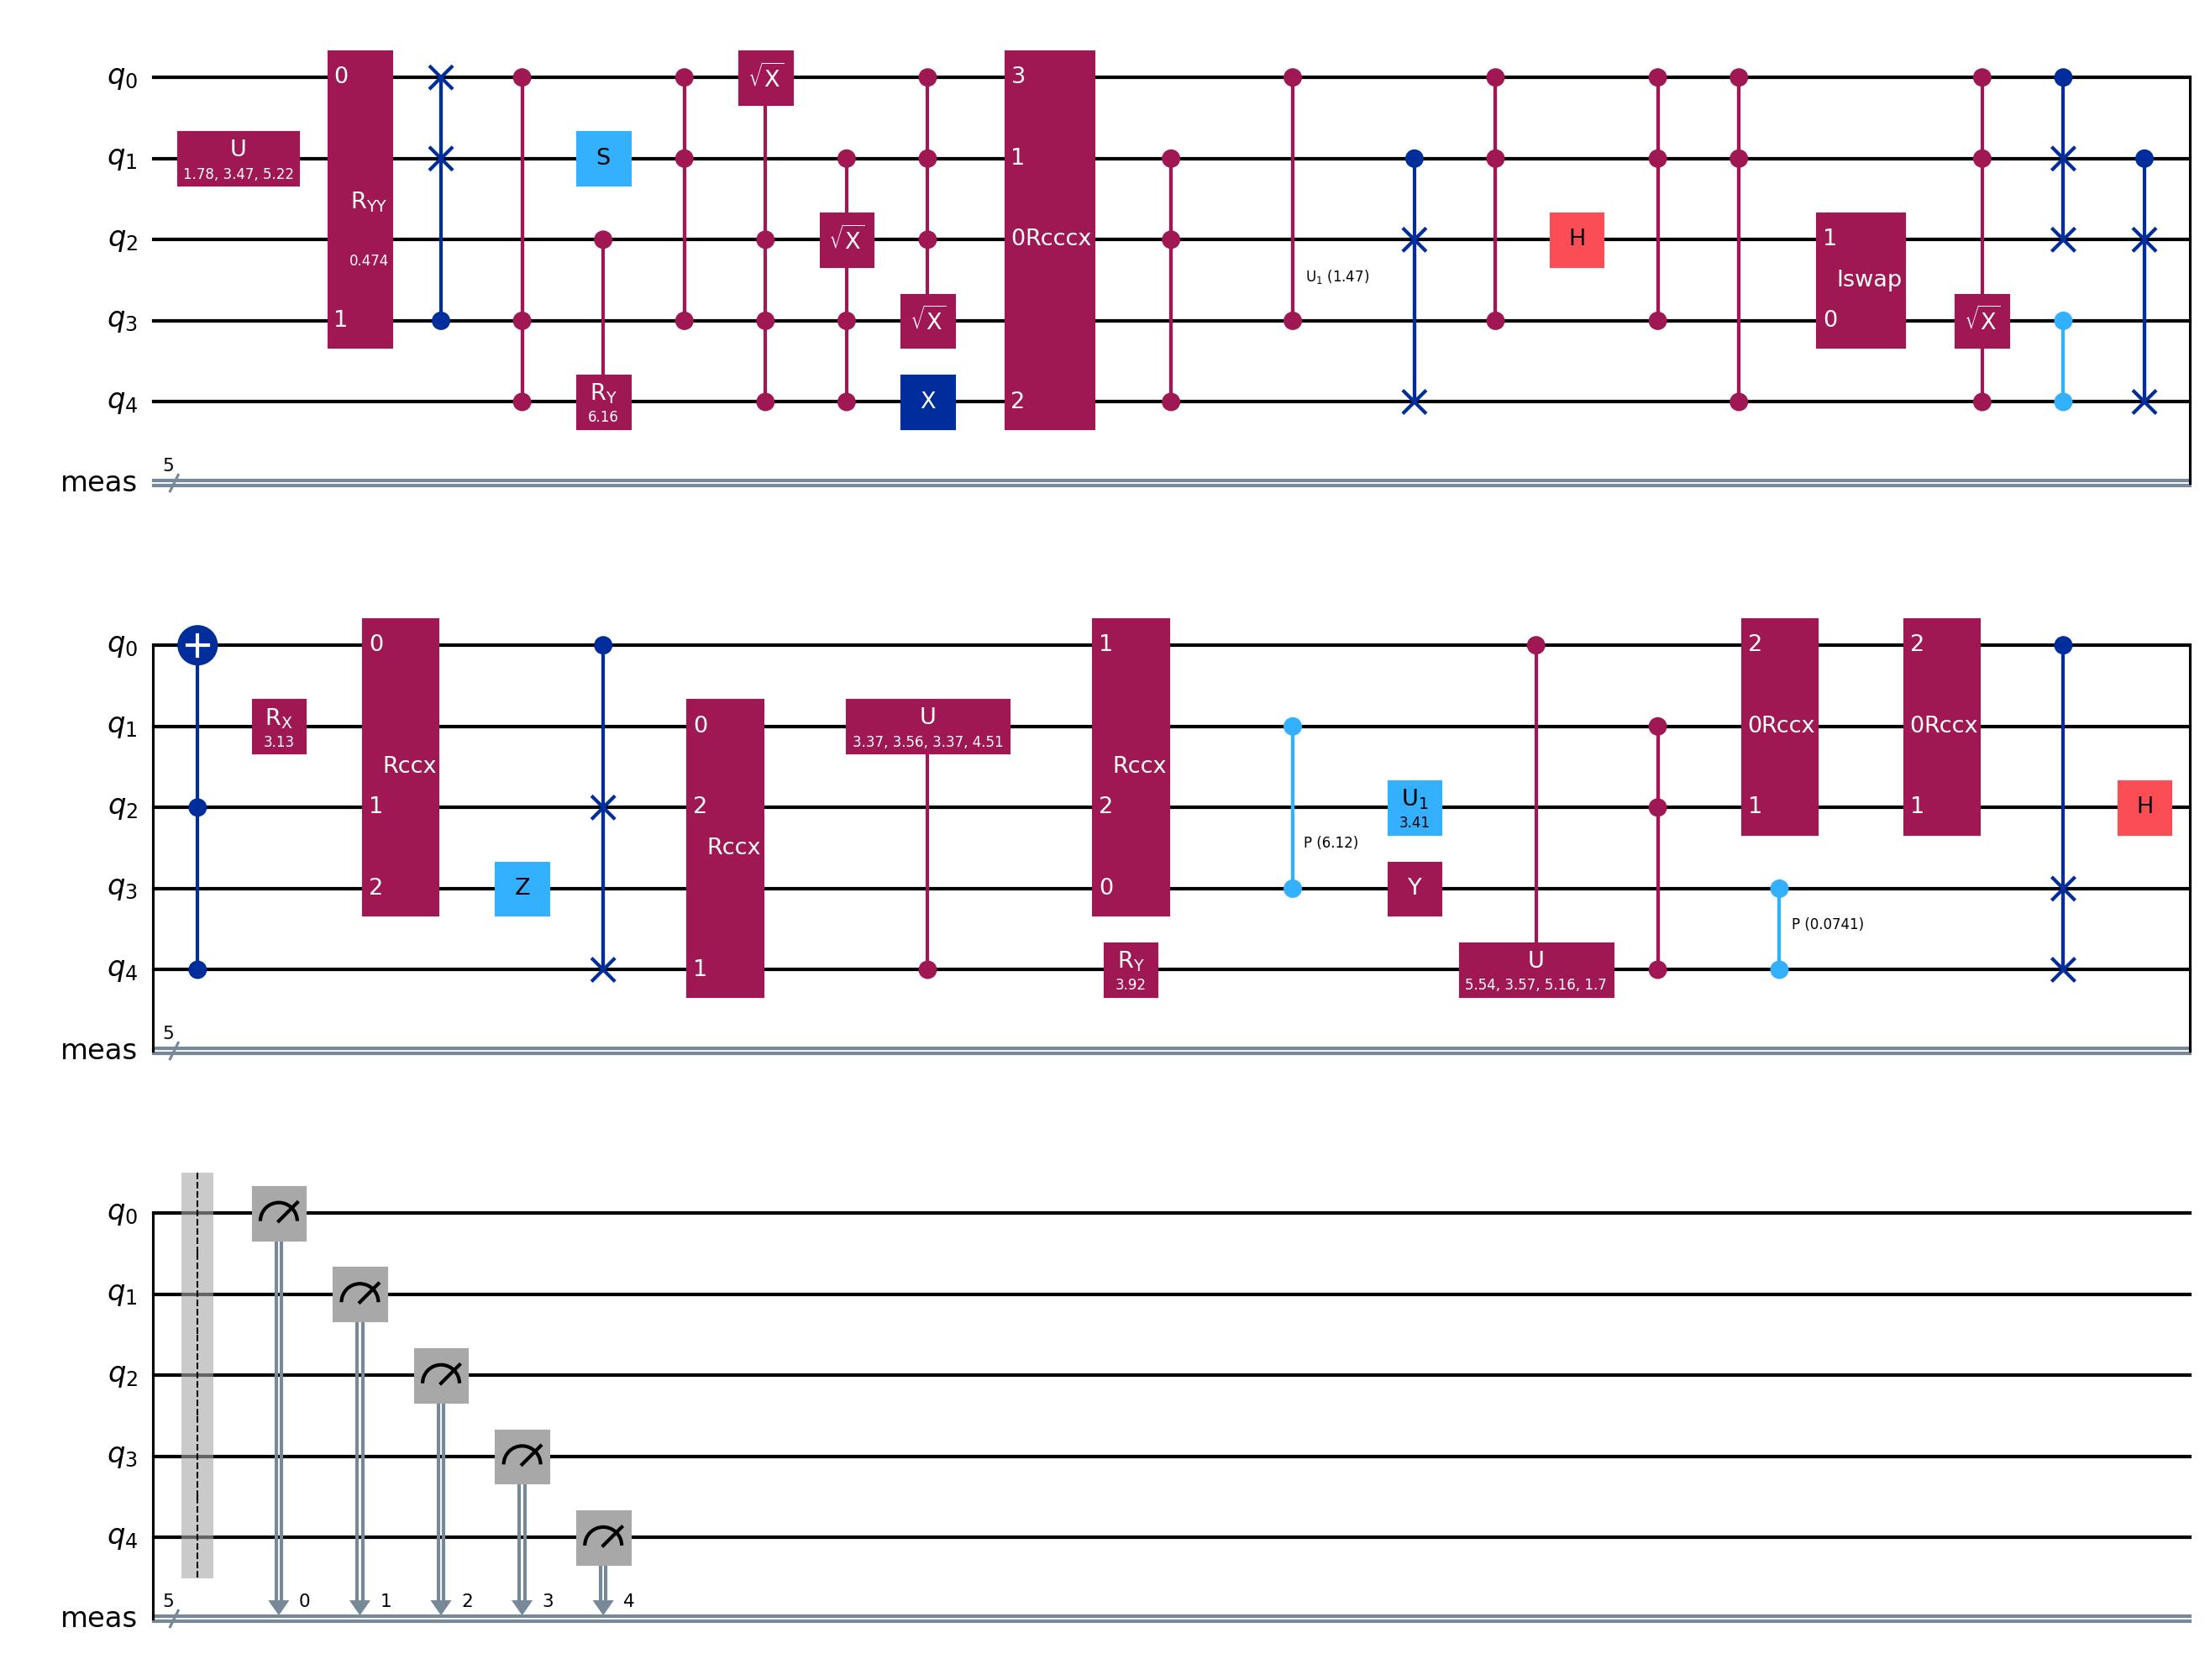 q0 0 √X 3
U 1 S 1
q1 1.78, 3.47, 5.22
RYY
q2 0.474 √X 0Rcccx H 1
U1 (1.47) Iswap
q3 1 √X 0 √X
q4 RY X 2
6.16
5
meas
q0 0 1 2 2
q1 RX 0 U 0Rccx 0Rccx
3.13 3.37, 3.56, 3.37, 4.51
Rccx Rccx
q2 1 2 2 U1 1 1 H
3.41
Rccx P (6.12)
q3 2 Z 0 Y
P (0.0741)
q4 1 RY U
3.92 5.54, 3.57, 5.16, 1.7
5
meas
q0
q1
q2
q3
q4
5 0 1 2 3 4
meas